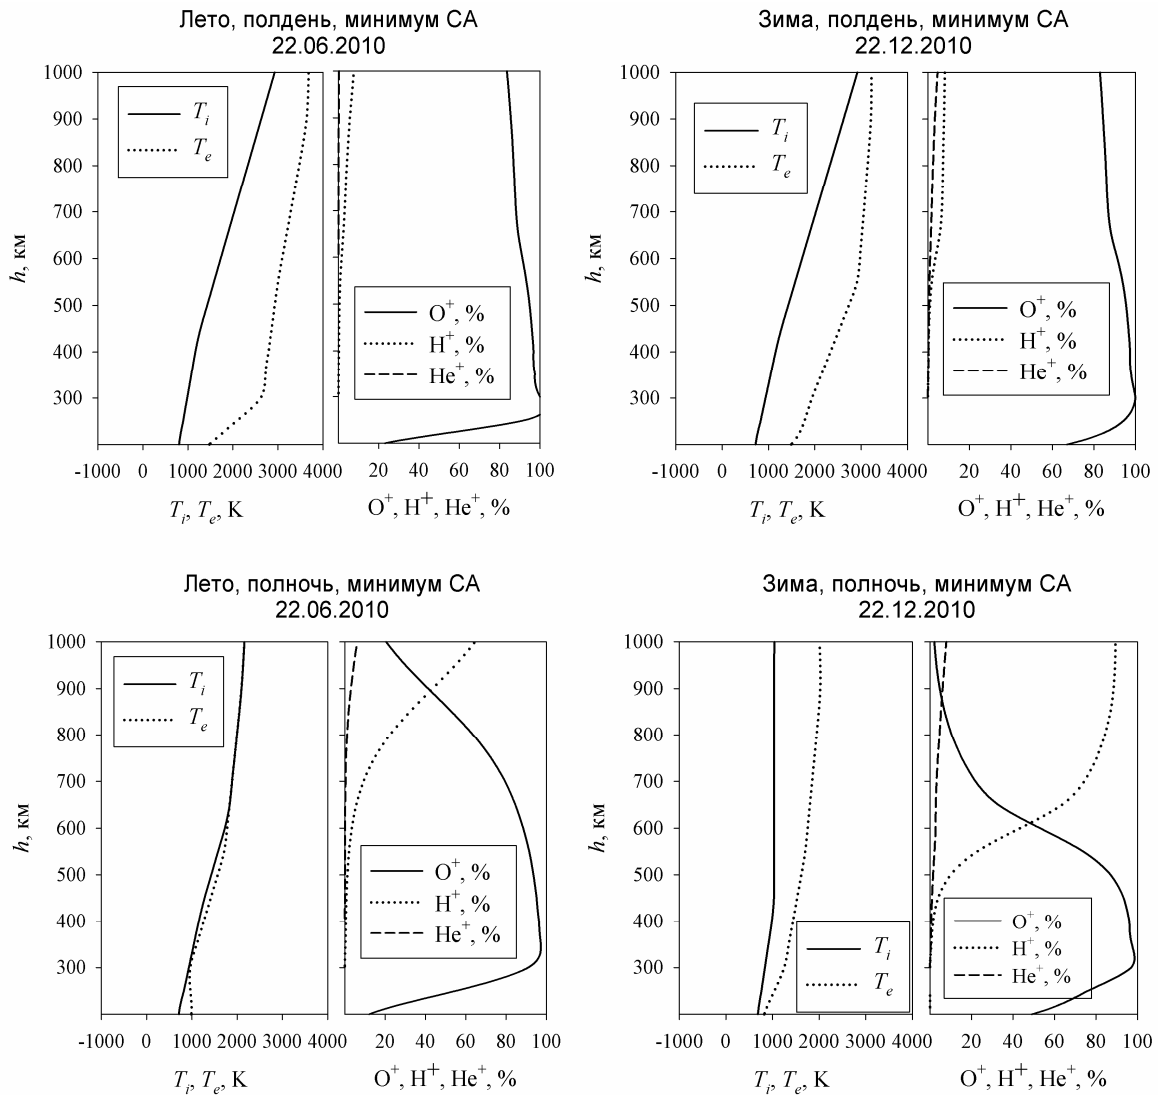 Лето, полдень, минимум СА
22.06.2010
1000
900
800
700
600
500
400
300
h, км
T_i
T_e
O⁺, %
H⁺, %
He⁺, %
-1000 0 1000 2000 3000 4000
20 40 60 80 100
T_i, T_e, K
O⁺, H⁺, He⁺, %
Зима, полдень, минимум СА
22.12.2010
1000
900
800
700
600
500
400
300
h, км
T_i
T_e
O⁺, %
H⁺, %
He⁺, %
-1000 0 1000 2000 3000 4000
20 40 60 80 100
T_i, T_e, K
O⁺, H⁺, He⁺, %
Лето, полночь, минимум СА
22.06.2010
1000
900
800
700
600
500
400
300
h, км
T_i
T_e
O⁺, %
H⁺, %
He⁺, %
-1000 0 1000 2000 3000 4000
20 40 60 80 100
T_i, T_e, K
O⁺, H⁺, He⁺, %
Зима, полночь, минимум СА
22.12.2010
1000
900
800
700
600
500
400
300
h, км
T_i
T_e
O⁺, %
H⁺, %
He⁺, %
-1000 0 1000 2000 3000 4000
20 40 60 80 100
T_i, T_e, K
O⁺, H⁺, He⁺, %